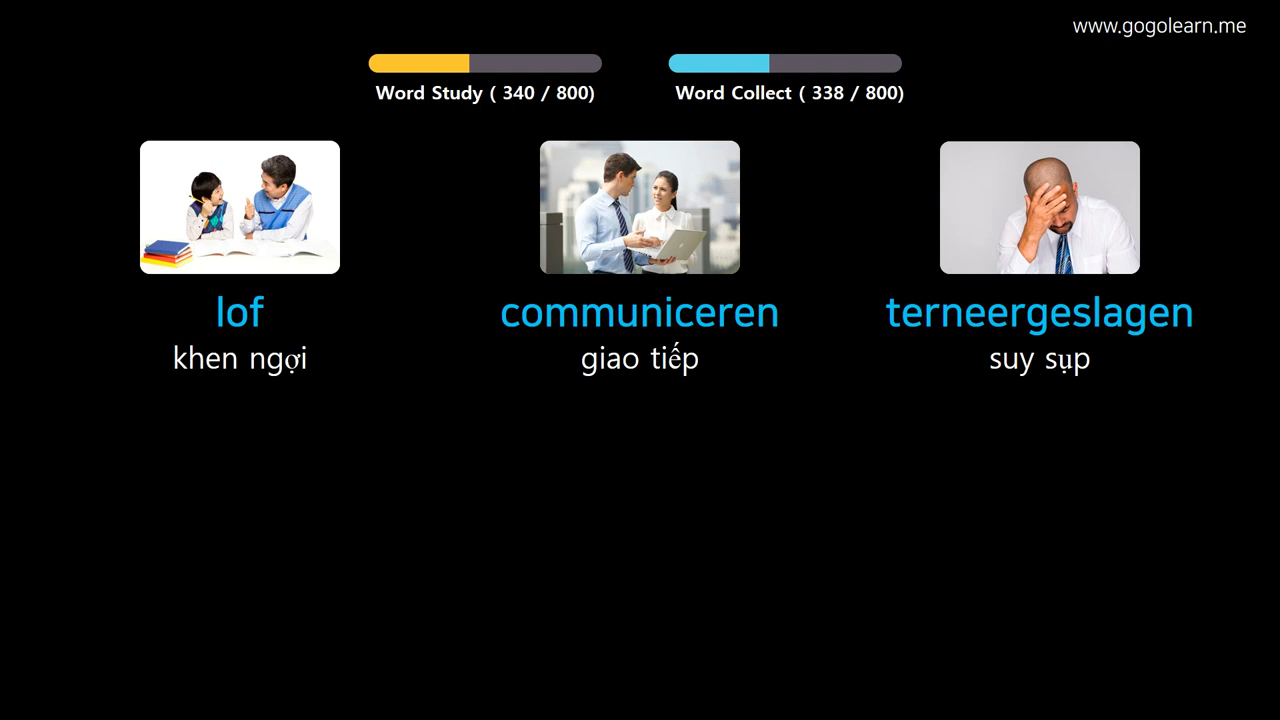 www.gogolearn.me
Word Study ( 340 / 800)
Word Collect ( 338 / 800)
lof
khen ngợi
communiceren
giao tiếp
terneergeslagen
suy sụp